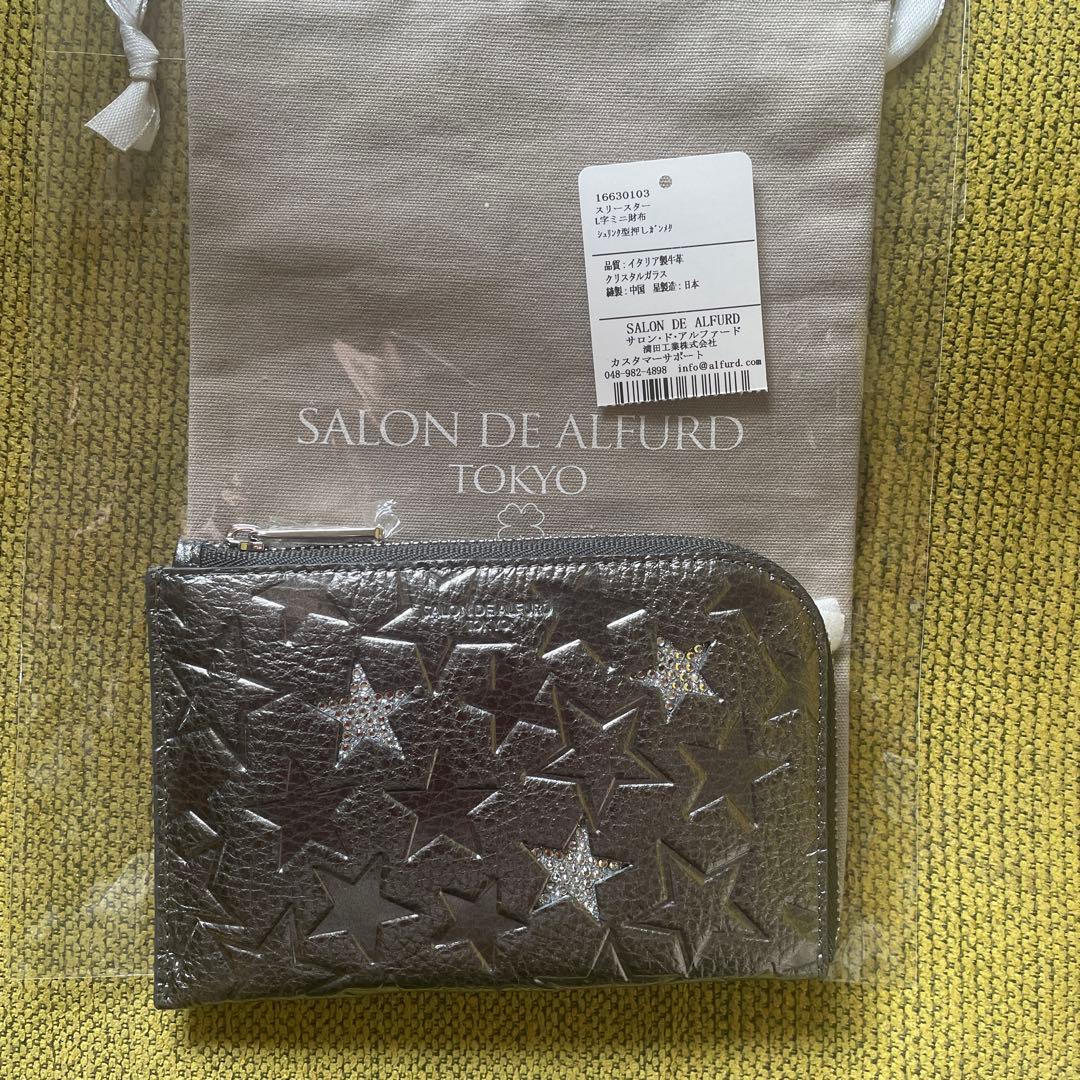 16630103
スリースター
L字ミニ財布
ｼｭﾘﾝｸ型押しｶﾞﾝﾒﾀ
品質：イタリア製牛革
クリスタルガラス
縫製：中国 星製造：日本
SALON DE ALFURD
サロン・ド・アルファード
濱田工業株式会社
カスタマーサポート
048-982-4898 info@alfurd.com
SALON DE ALFURD
TOKYO
SALON DE ALFURD
TOKYO